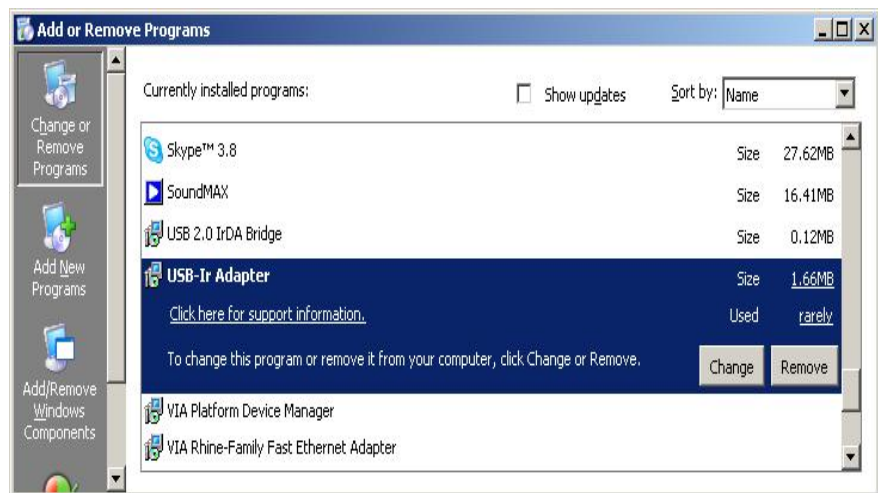 Add or Remove Programs
Change or
Remove
Programs
Add New
Programs
Add/Remove
Windows
Components
Currently installed programs:
Show updates
Sort by: Name
Skype™ 3.8 Size 27.62MB
SoundMAX Size 16.41MB
USB 2.0 IrDA Bridge Size 0.12MB
USB-Ir Adapter Size 1.66MB
Click here for support information. Used rarely
To change this program or remove it from your computer, click Change or Remove. Change Remove
VIA Platform Device Manager
VIA Rhine-Family Fast Ethernet Adapter